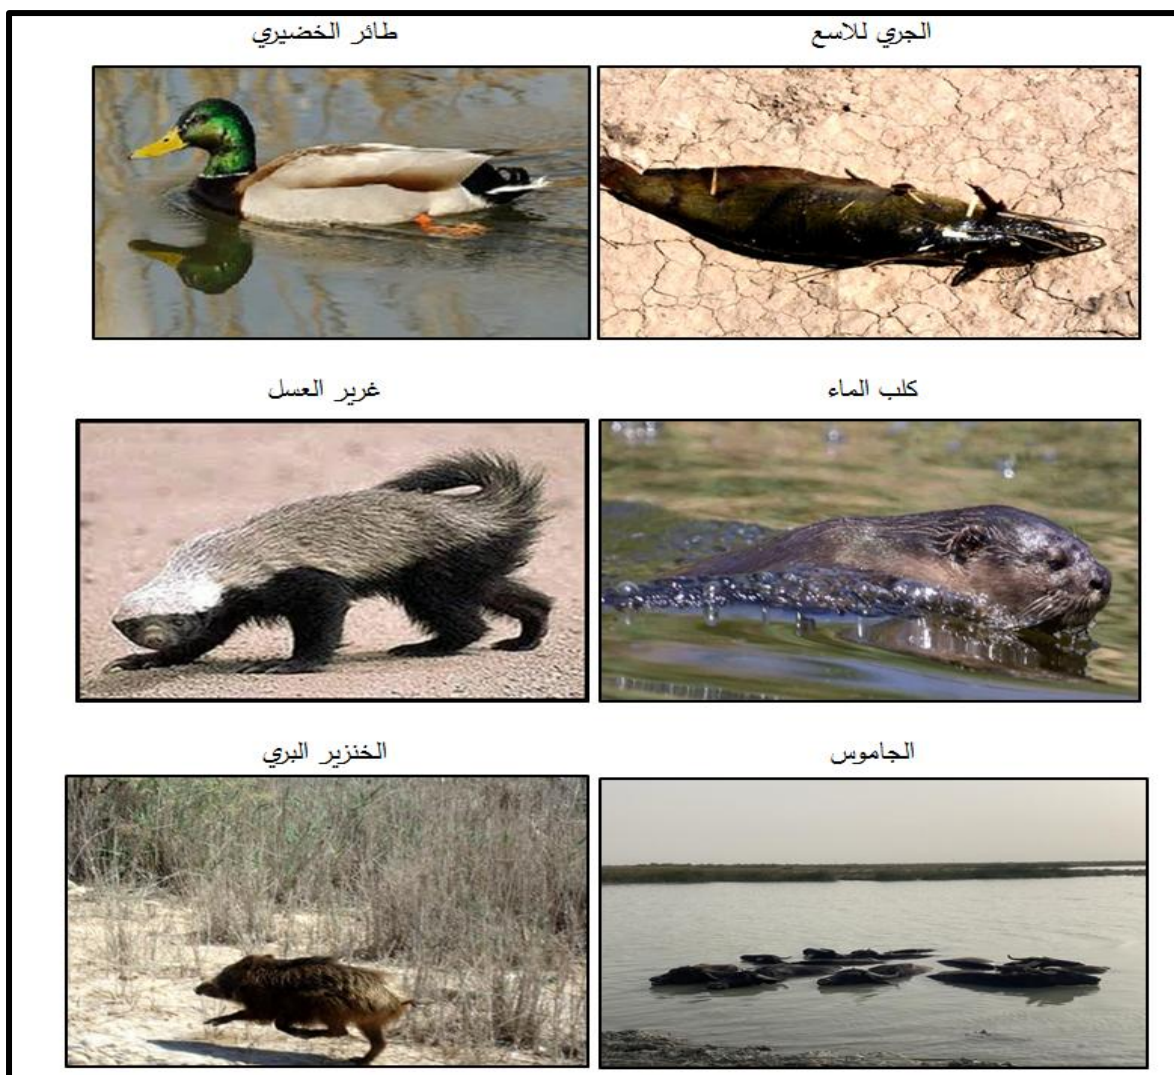 الجري للاسع
طائر الخضيري
كلب الماء
غرير العسل
الجاموس
الخنزير البري